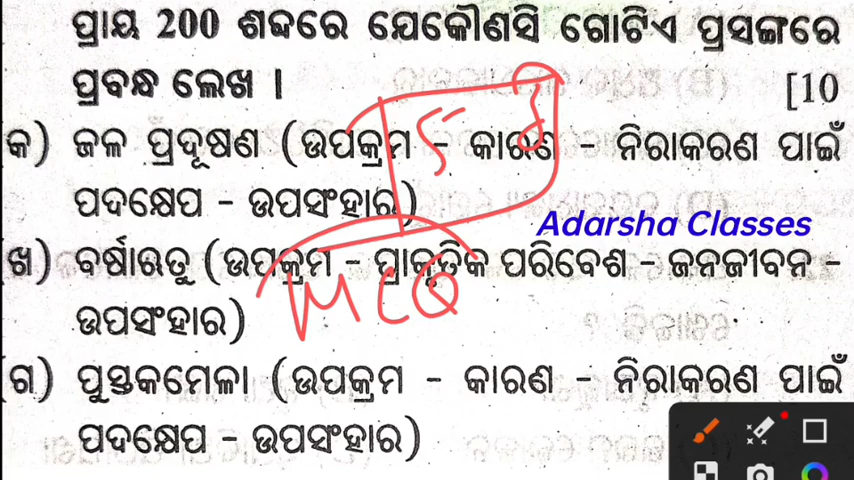 ପ୍ରାୟ 200 ଶବ୍ଦରେ ଯେକୌଣସି ଗୋଟିଏ ପ୍ରସଙ୍ଗରେ
ପ୍ରବନ୍ଧ ଲେଖ । [10
କ) ଜଳ ପ୍ରଦୂଷଣ (ଉପକ୍ରମ - କାରଣ - ନିରାକରଣ ପାଇଁ
ପଦକ୍ଷେପ - ଉପସଂହାର)
Adarsha Classes
ଖ) ବର୍ଷାଋତୁ (ଉପକ୍ରମ - ପ୍ରାକୃତିକ ପରିବେଶ - ଜନଜୀବନ -
ଉପସଂହାର)
MCQ
(ଗ) ପୁସ୍ତକମେଳା (ଉପକ୍ରମ - କାରଣ - ନିରାକରଣ ପାଇଁ
ପଦକ୍ଷେପ - ଉପସଂହାର)